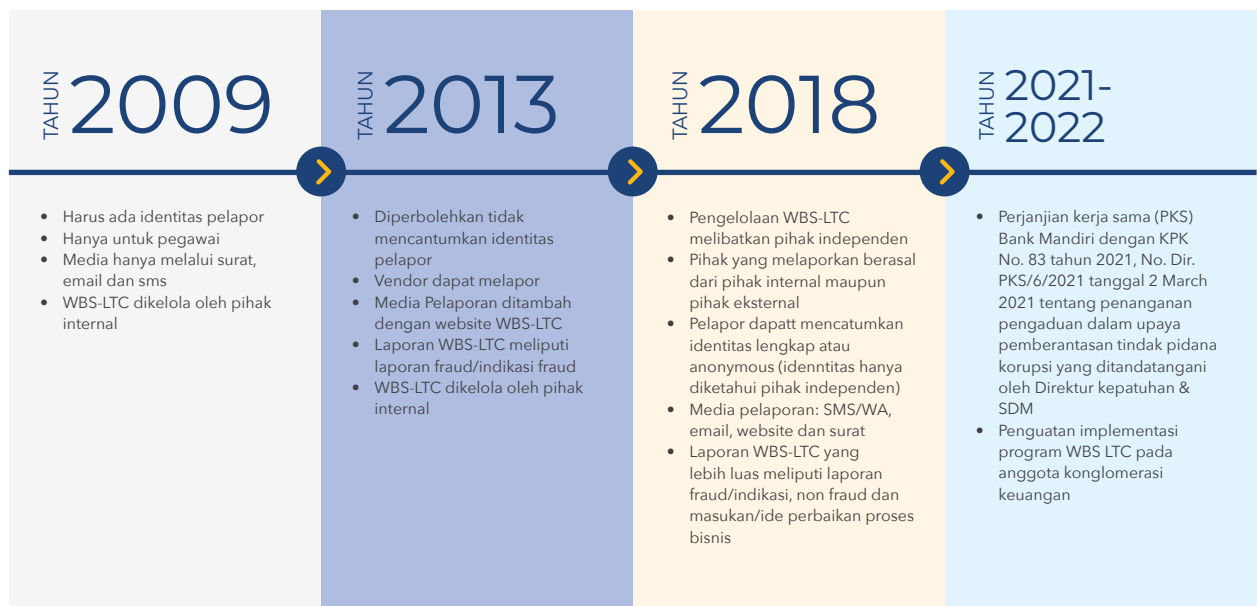 TAHUN 2009
• Harus ada identitas pelapor
• Hanya untuk pegawai
• Media hanya melalui surat,
email dan sms
• WBS-LTC dikelola oleh pihak
internal
TAHUN 2013
• Diperbolehkan tidak
mencantumkan identitas
pelapor
• Vendor dapat melapor
• Media Pelaporan ditambah
dengan website WBS-LTC
• Laporan WBS-LTC meliputi
laporan fraud/indikasi fraud
• WBS-LTC dikelola oleh pihak
internal
TAHUN 2018
• Pengelolaan WBS-LTC
melibatkan pihak independen
• Pihak yang melaporkan berasal
dari pihak internal maupun
pihak eksternal
• Pelapor dapatt mencatumkan
identitas lengkap atau
anonymous (idenntitas hanya
diketahui pihak independen)
• Media pelaporan: SMS/WA,
email, website dan surat
• Laporan WBS-LTC yang
lebih luas meliputi laporan
fraud/indikasi, non fraud dan
masukan/ide perbaikan proses
bisnis
TAHUN 2021-
2022
• Perjanjian kerja sama (PKS)
Bank Mandiri dengan KPK
No. 83 tahun 2021, No. Dir.
PKS/6/2021 tanggal 2 March
2021 tentang penanganan
pengaduan dalam upaya
pemberantasan tindak pidana
korupsi yang ditandatangani
oleh Direktur kepatuhan &
SDM
• Penguatan implementasi
program WBS LTC pada
anggota konglomerasi
keuangan